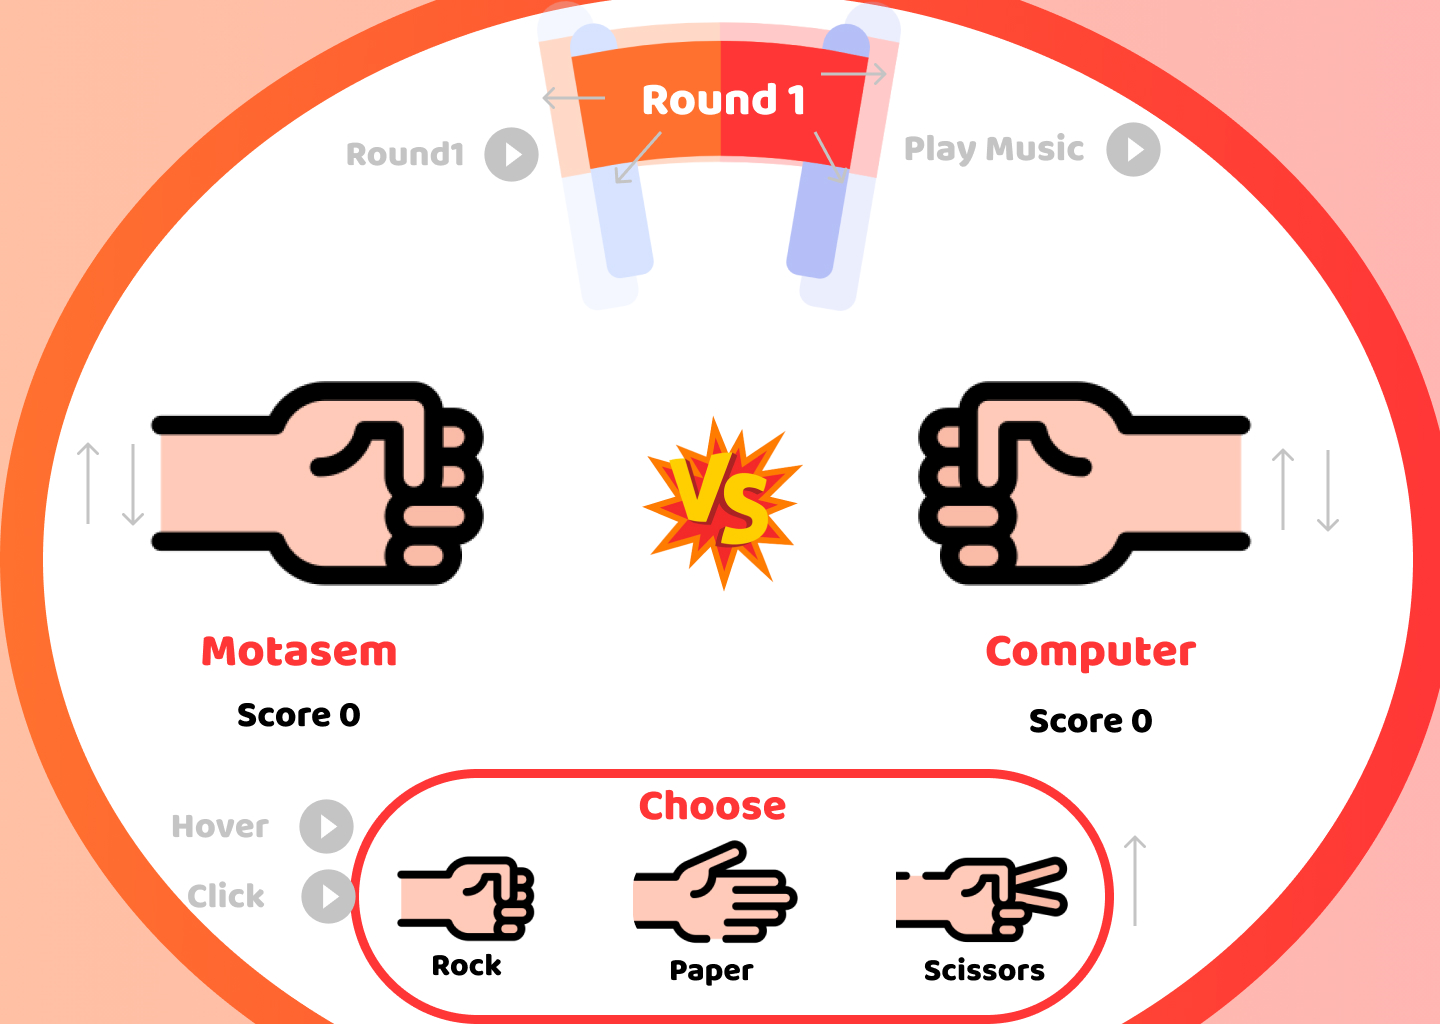 Round 1
Round1
Play Music
VS
Motasem
Computer
Score 0
Score 0
Choose
Hover
Click
Rock
Paper
Scissors